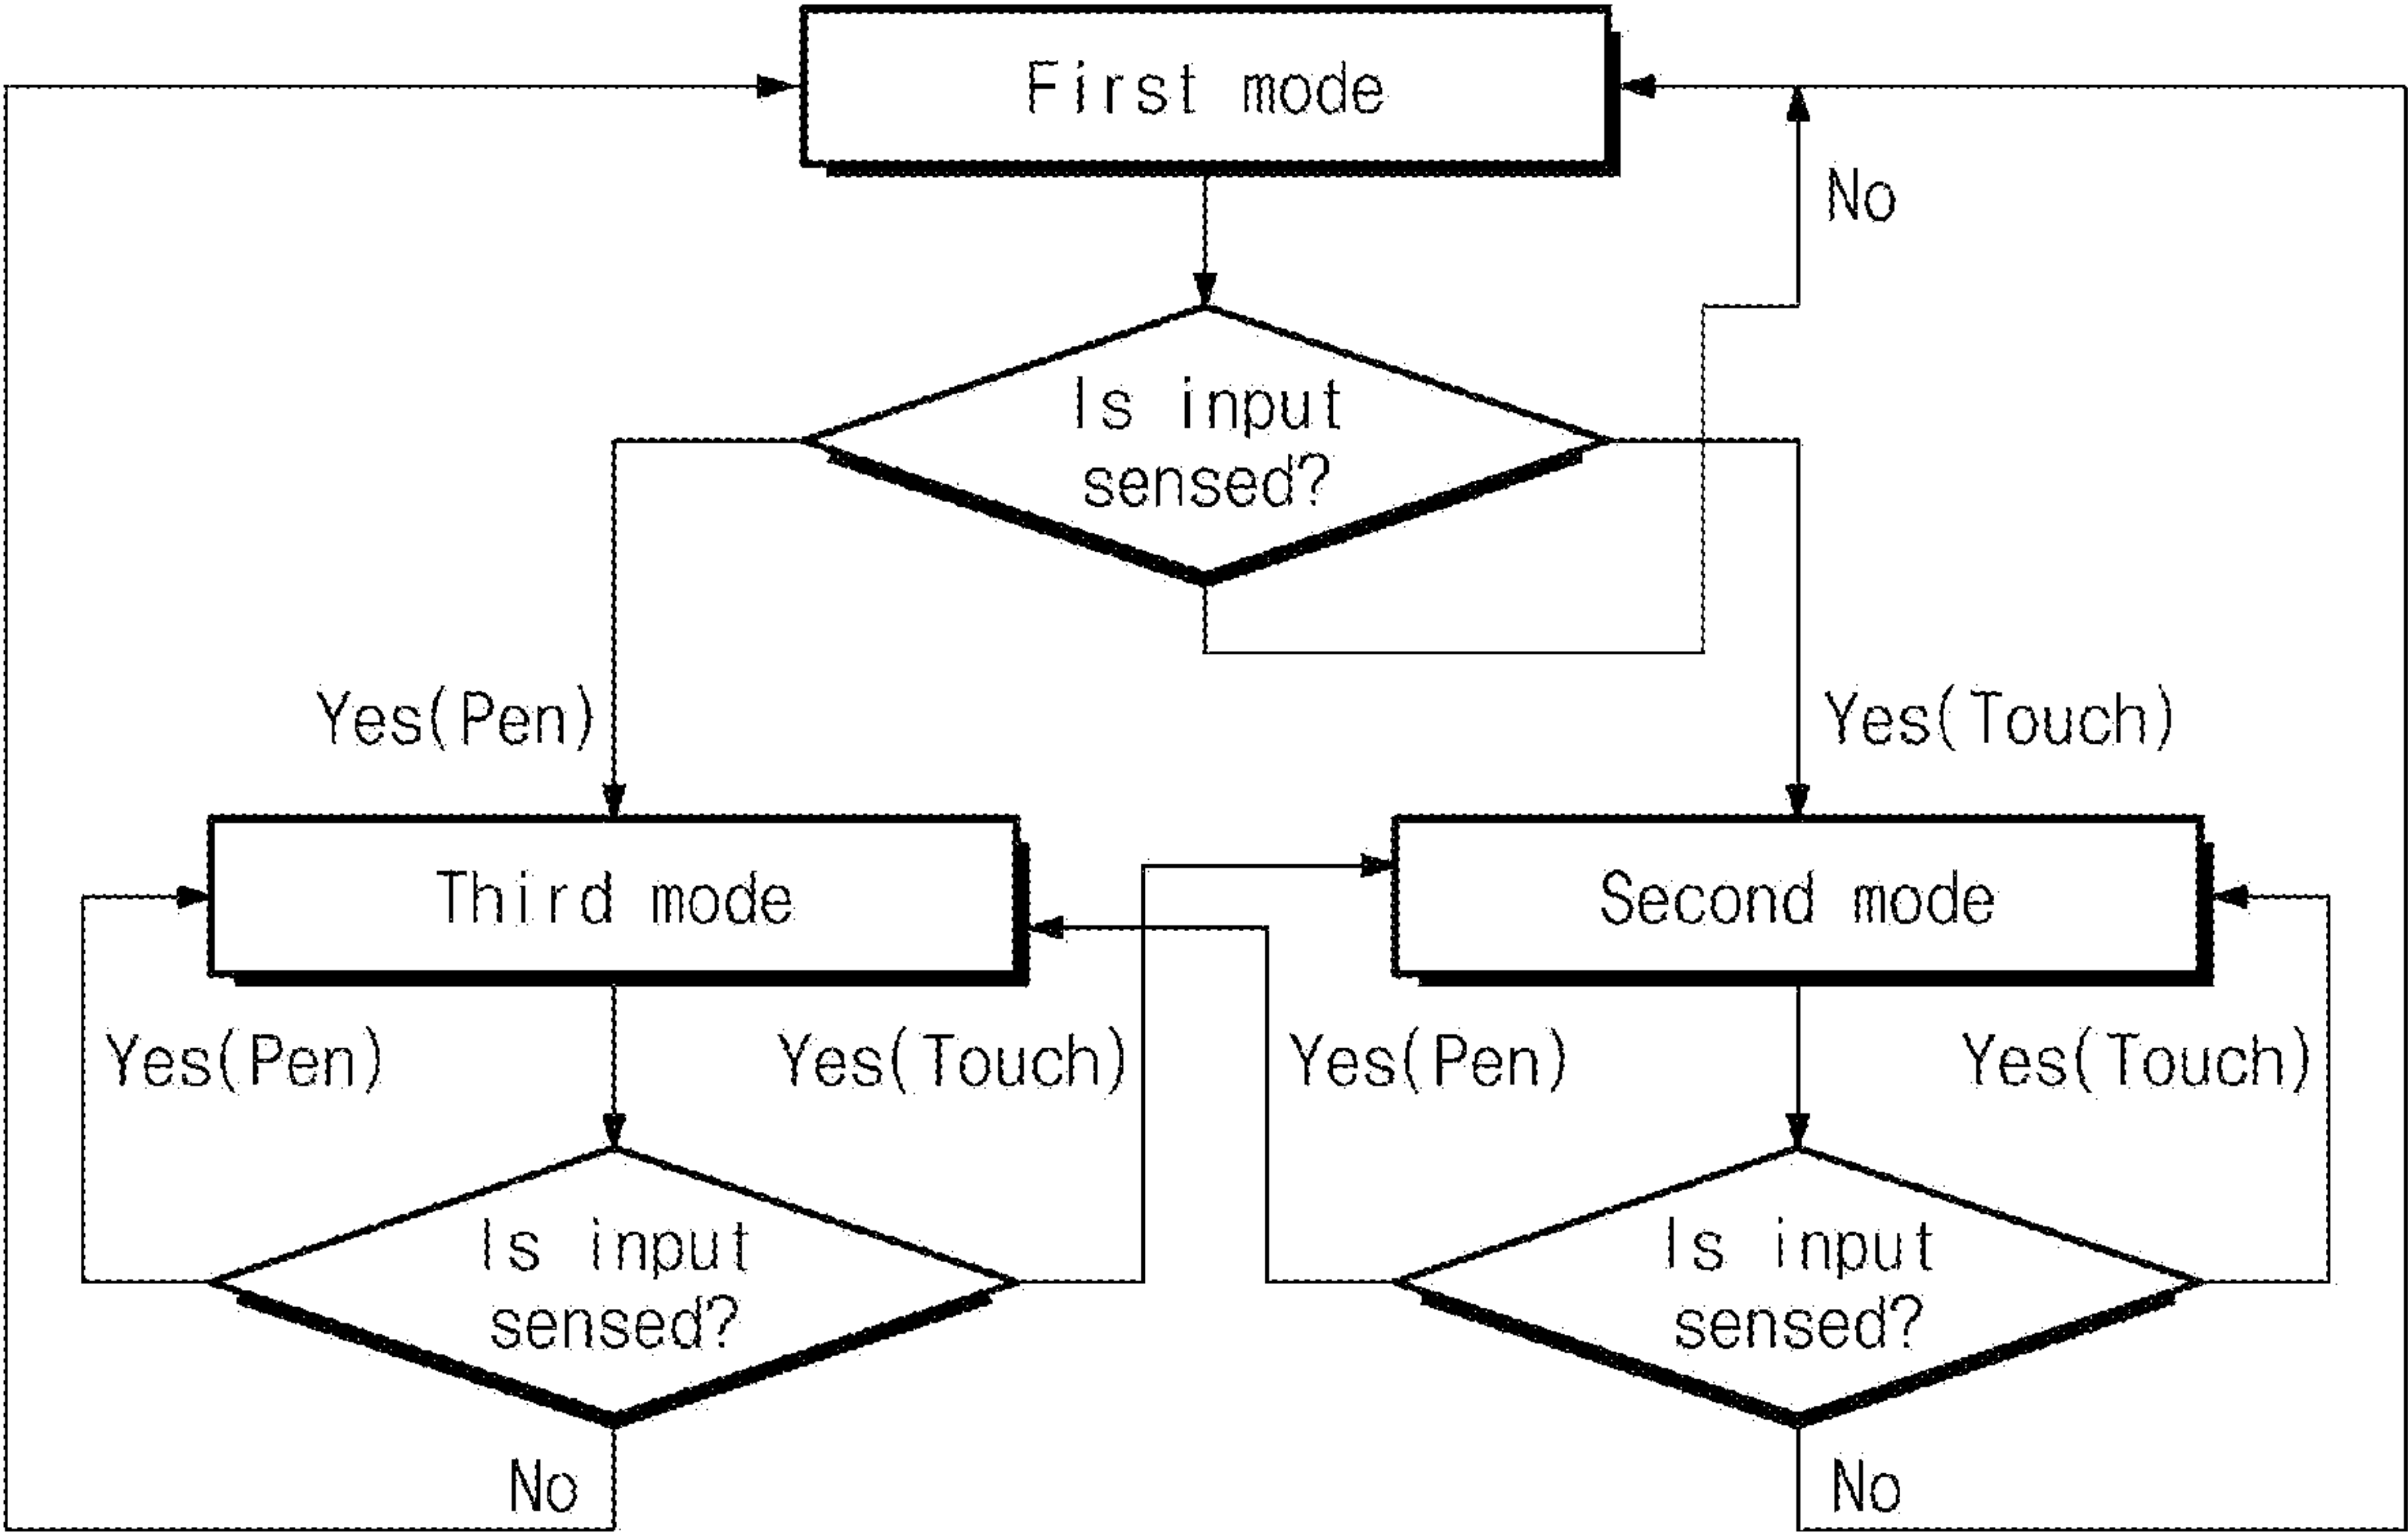 First mode
No
Is input
sensed?
Yes(Pen)
Yes(Touch)
Third mode
Second mode
Yes(Pen)
Yes(Touch)
Yes(Pen)
Yes(Touch)
Is input
sensed?
Is input
sensed?
No
No